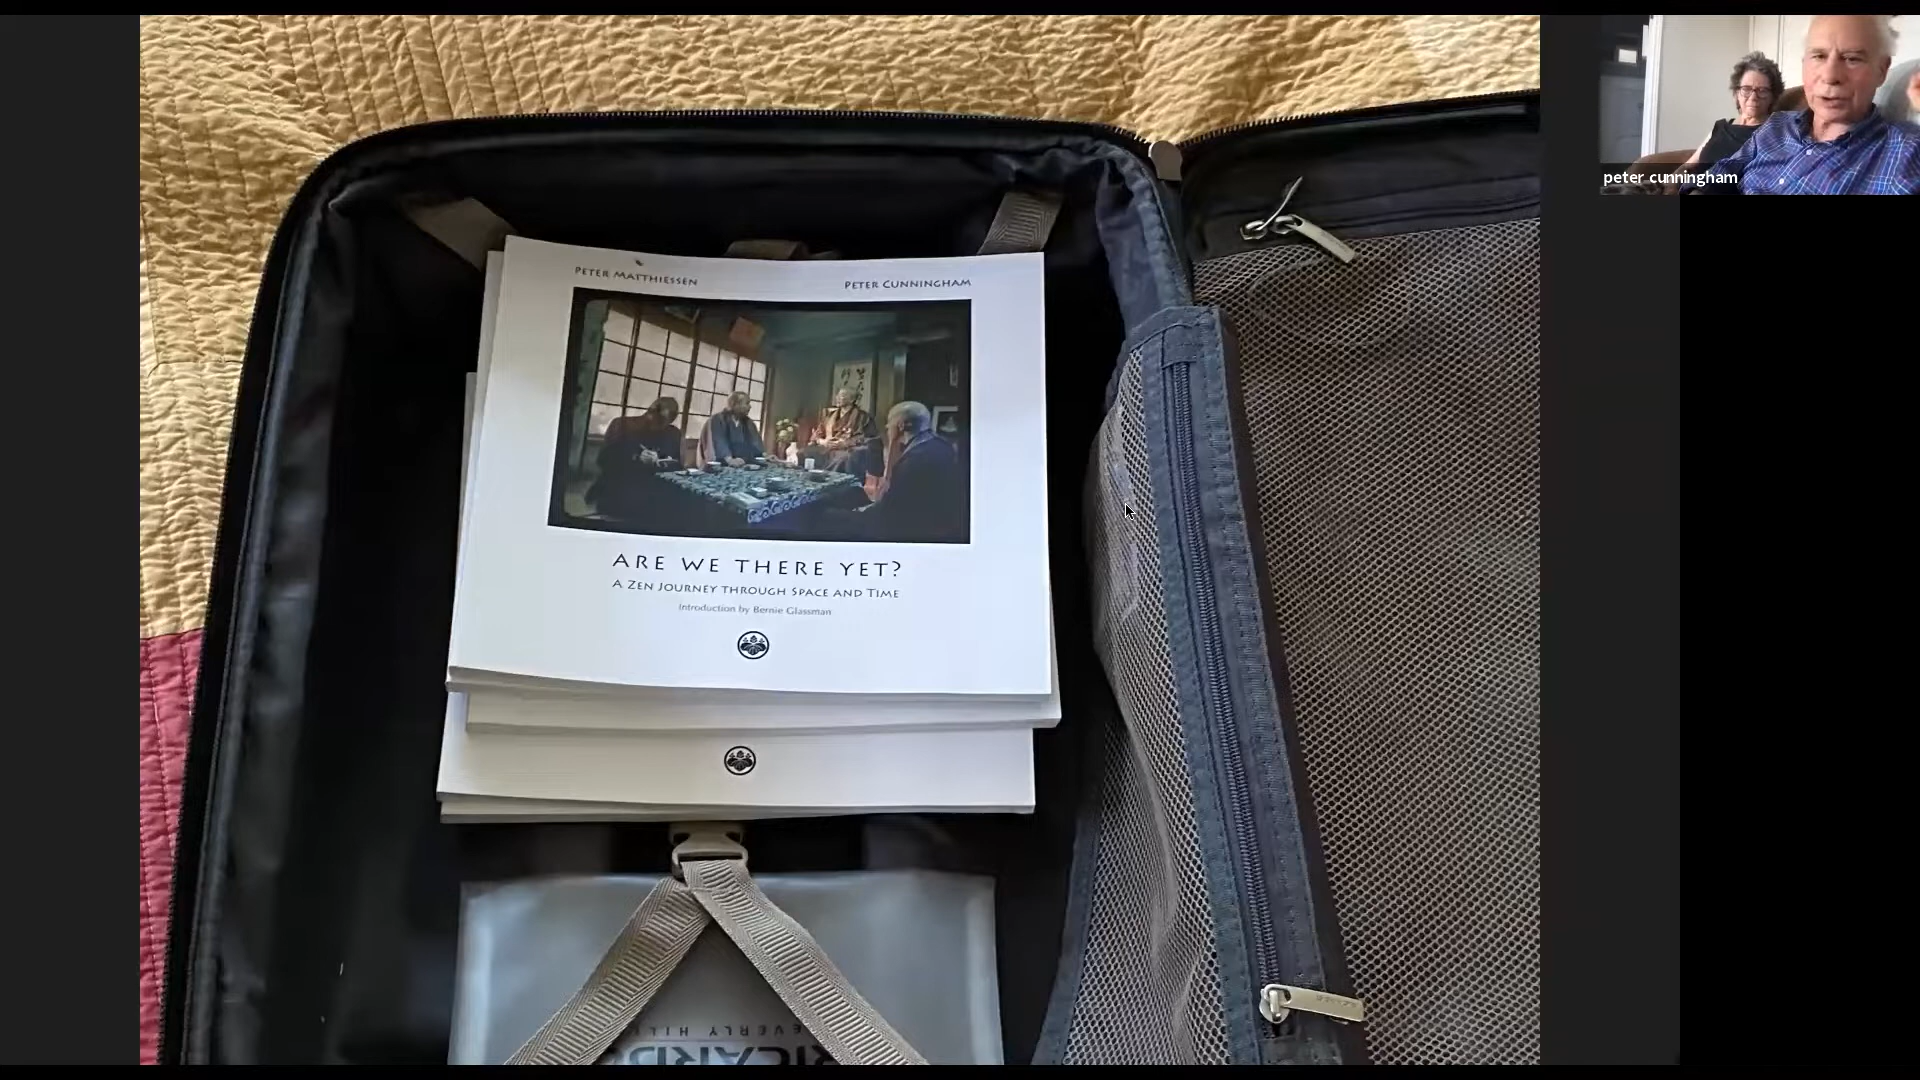 PETER MATTHIESSEN
PETER CUNNINGHAM
ARE WE THERE YET?
A ZEN JOURNEY THROUGH SPACE AND TIME
Introduction by Bernie Glassman
peter cunningham